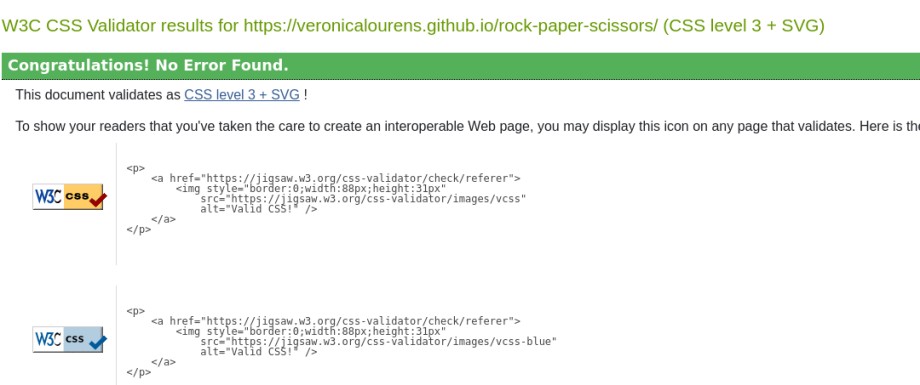 W3C CSS Validator results for https://veronicalourens.github.io/rock-paper-scissors/ (CSS level 3 + SVG)
Congratulations! No Error Found.
This document validates as CSS level 3 + SVG !
To show your readers that you've taken the care to create an interoperable Web page, you may display this icon on any page that validates. Here is the
W3C css
<p>
<a href="https://jigsaw.w3.org/css-validator/check/referer">
<img style="border:0;width:88px;height:31px"
src="https://jigsaw.w3.org/css-validator/images/vcss"
alt="Valid CSS!" />
</a>
</p>
W3C css
<p>
<a href="https://jigsaw.w3.org/css-validator/check/referer">
<img style="border:0;width:88px;height:31px"
src="https://jigsaw.w3.org/css-validator/images/vcss-blue"
alt="Valid CSS!" />
</a>
</p>